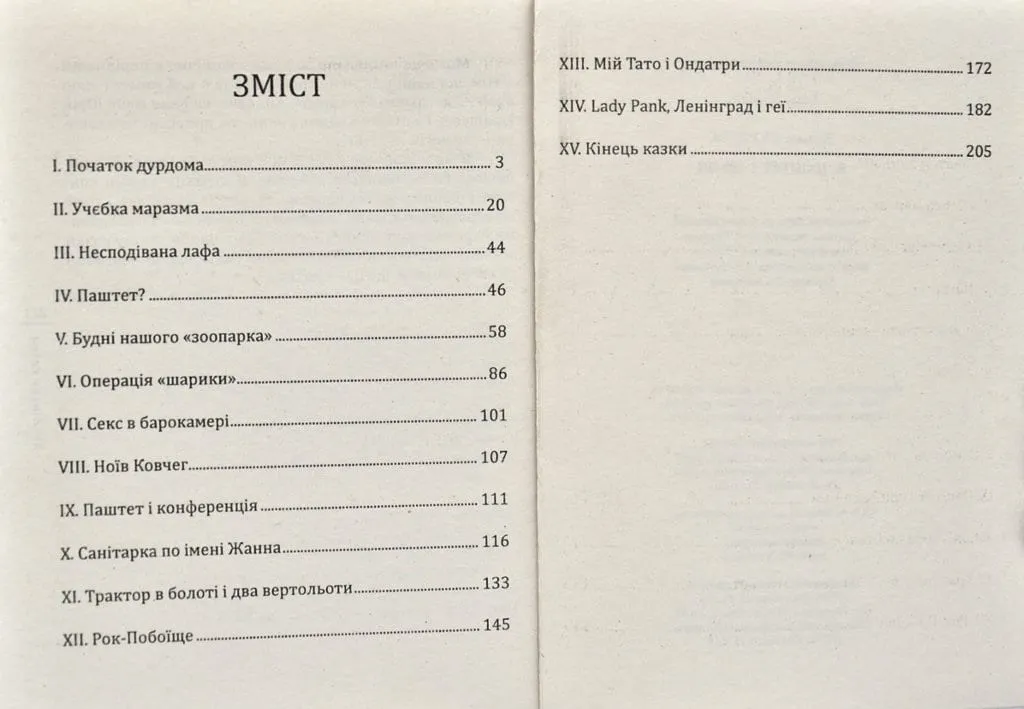 ЗМІСТ
I. Початок дурдома........ 3
II. Учєбка маразма........ 20
III. Несподівана лафа........ 44
IV. Паштет?........ 46
V. Будні нашого «зоопарка»........ 58
VI. Операція «шарики»........ 86
VII. Секс в барокамері........ 101
VIII. Ноїв Ковчег........ 107
IX. Паштет і конференція........ 111
X. Санітарка по імені Жанна........ 116
XI. Трактор в болоті і два вертольоти........ 133
XII. Рок-Побоїще........ 145
XIII. Мій Тато і Ондатри........ 172
XIV. Lady Pank, Ленінград і геї........ 182
XV. Кінець казки........ 205